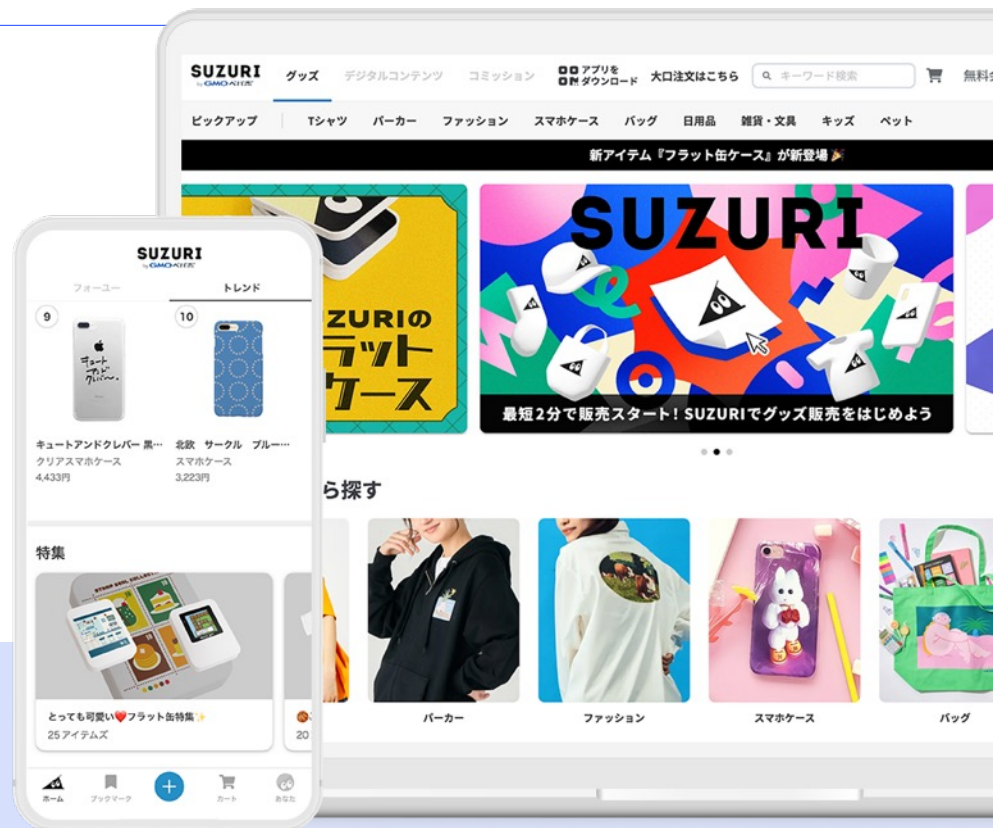 SUZURI
by GMOペパボ
グッズ
デジタルコンテンツ
コミッション
アプリを
ダウンロード
大口注文はこちら
キーワード検索
無料会
ピックアップ
Tシャツ
パーカー
ファッション
スマホケース
バッグ
日用品
雑貨・文具
キッズ
ペット
新アイテム『フラット缶ケース』が新登場🎉
ZURIの
ラット
ケース
SUZURI
最短2分で販売スタート! SUZURIでグッズ販売をはじめよう
ら探す
パーカー
ファッション
スマホケース
バッグ
SUZURI
by GMOペパボ
フォーユー
トレンド
9
10
キュート
アンド
クレバー。
キュートアンドクレバー 黒…
クリアスマホケース
4,433円
北欧 サークル ブルー…
スマホケース
3,223円
特集
とっても可愛い❤️フラット缶特集✨
25アイテムズ
20
ホーム
ブックマーク
カート
あなた